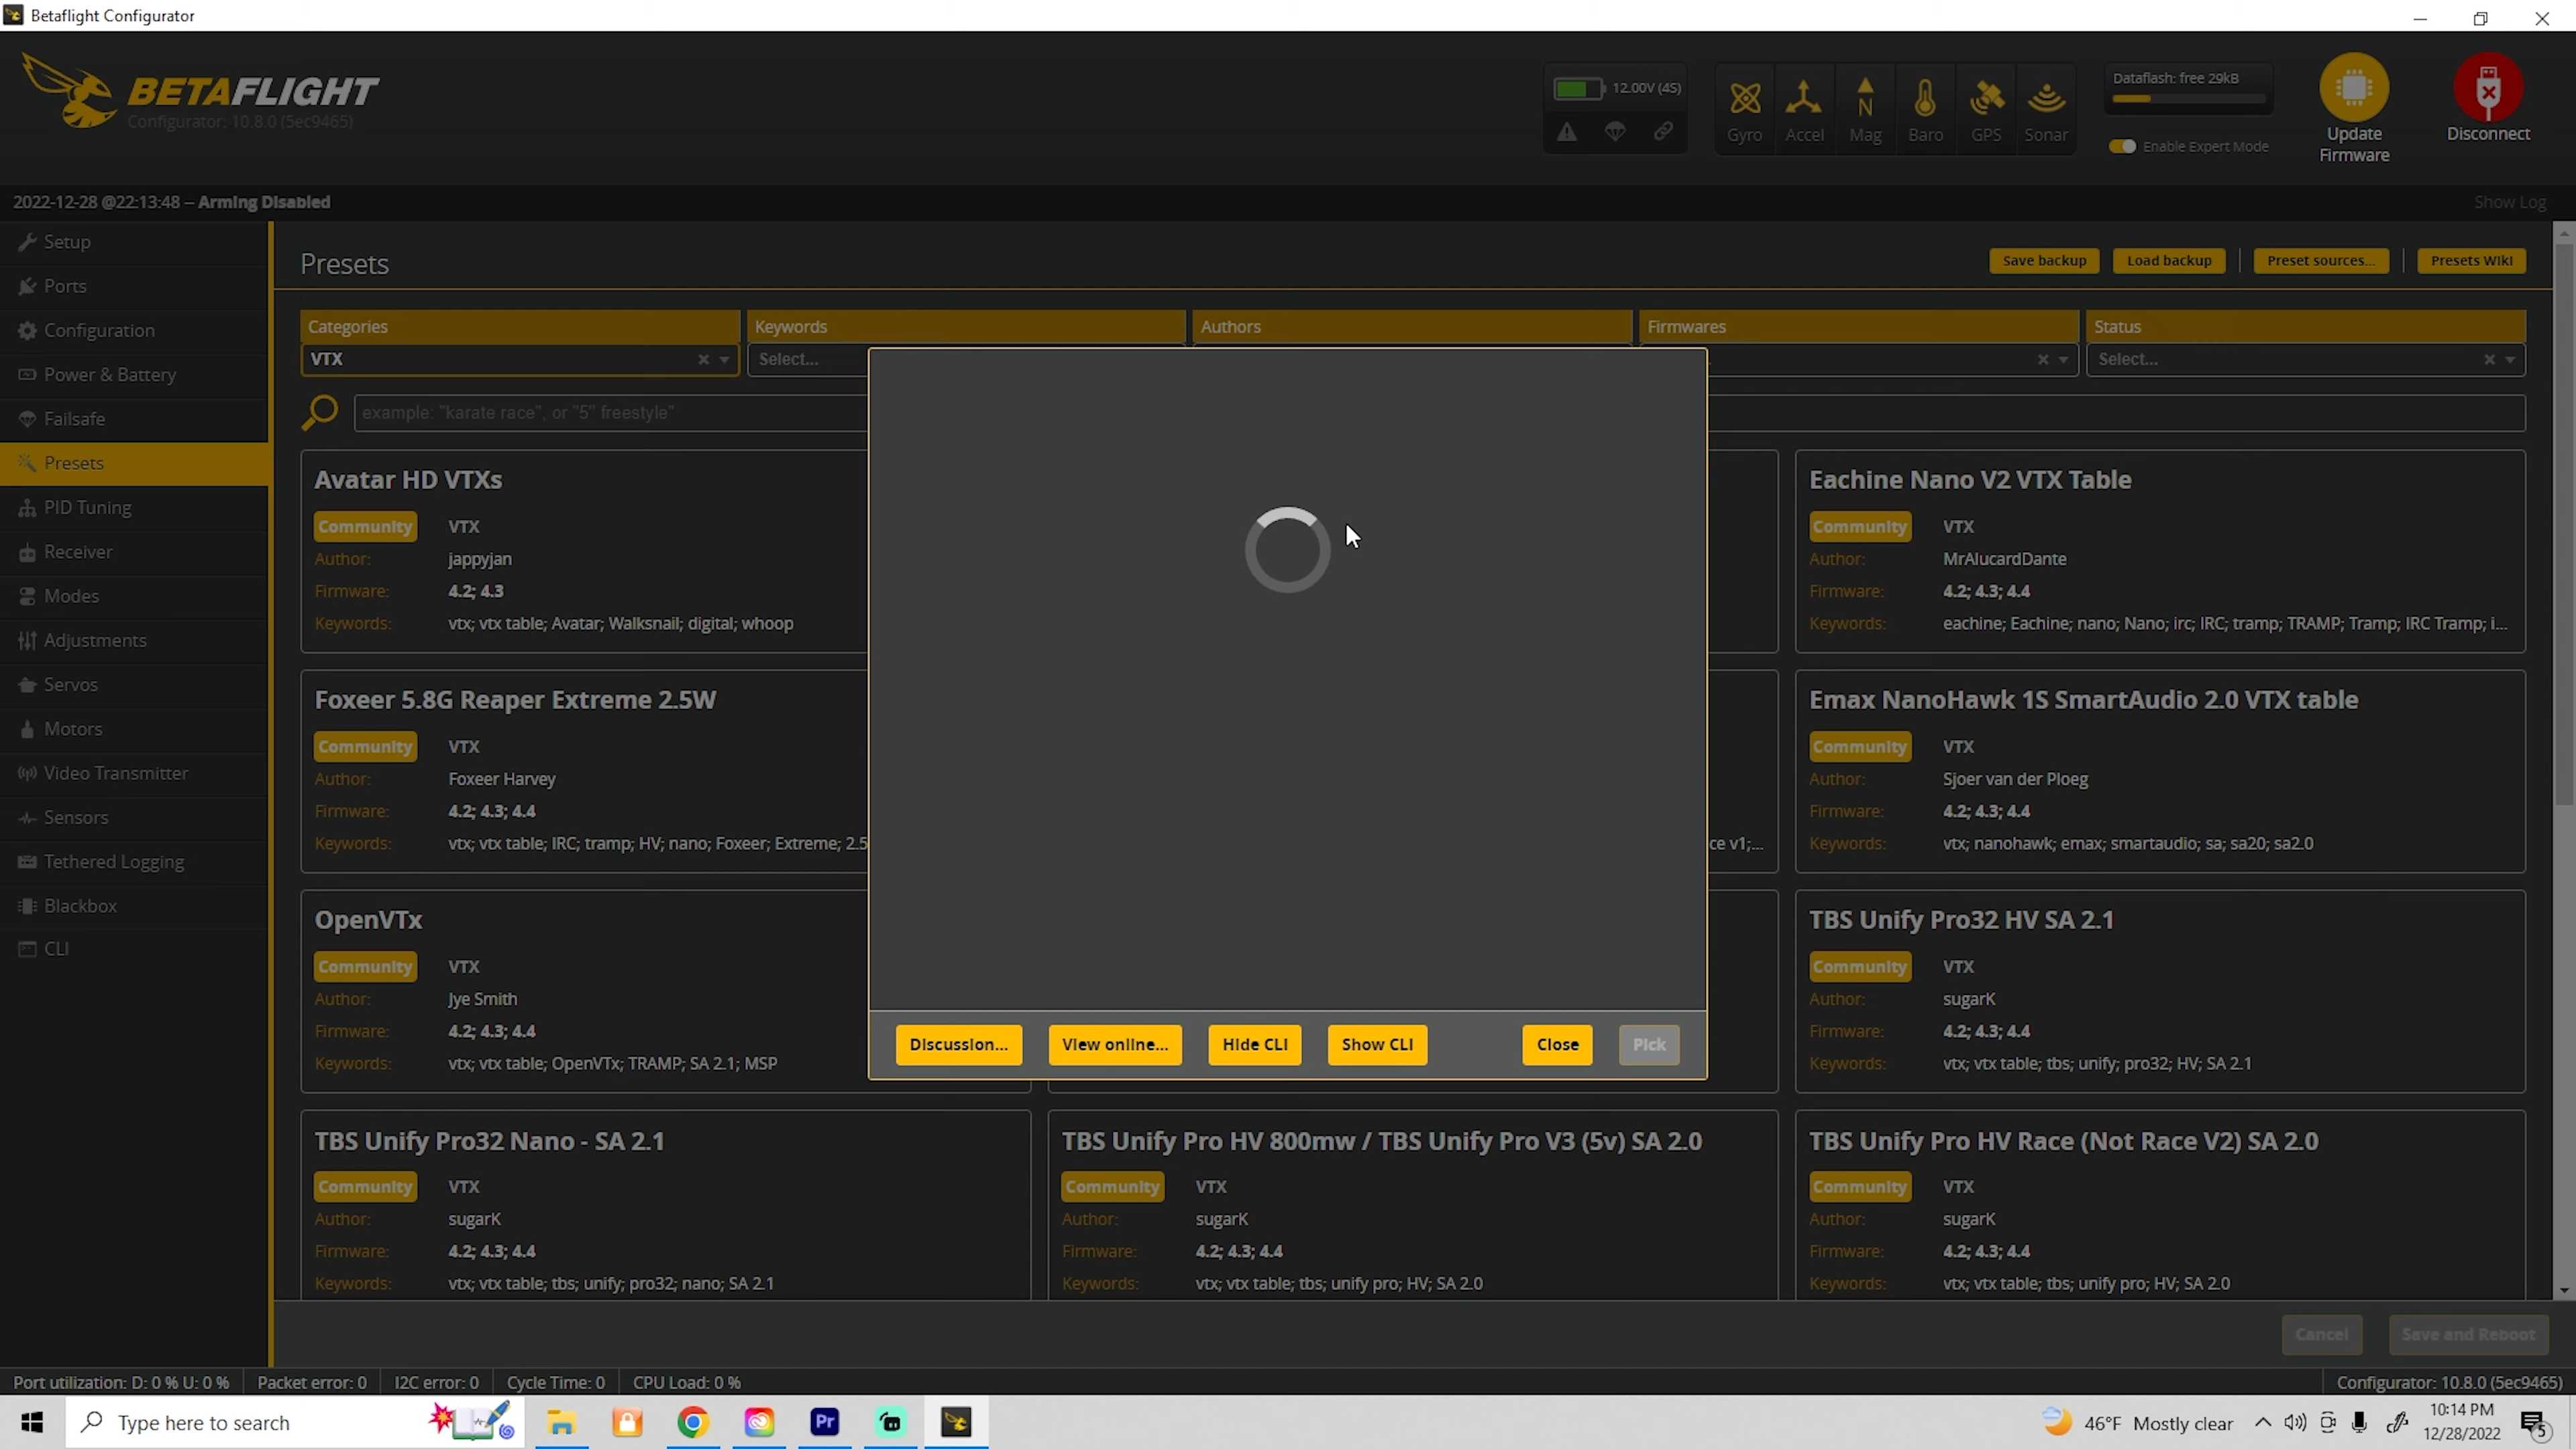 Betaflight Configurator
BETAFLIGHT
Configurator: 10.8.0 (5ec9465)
12.00V (4S)
Gyro
Accel
Mag
Baro
GPS
Sonar
Dataflash: free 29kB
Enable Expert Mode
Update
Firmware
Disconnect
2022-12-28 @22:13:48 – Arming Disabled
Show Log
Setup
Ports
Configuration
Power & Battery
Failsafe
Presets
PID Tuning
Receiver
Modes
Adjustments
Servos
Motors
Video Transmitter
Sensors
Tethered Logging
Blackbox
CLI
Presets
Save backup
Load backup
Preset sources...
Presets Wiki
Categories
Keywords
Authors
Firmwares
Status
VTX
Select...
Select...
example: "karate race", or "5" freestyle"
Avatar HD VTXs
Community VTX
Author: jappyjan
Firmware: 4.2; 4.3
Keywords: vtx; vtx table; Avatar; Walksnail; digital; whoop
Eachine Nano V2 VTX Table
Community VTX
Author: MrAlucardDante
Firmware: 4.2; 4.3; 4.4
Keywords: eachine; Eachine; nano; Nano; irc; IRC; tramp; TRAMP; Tramp; IRC Tramp; i...
Foxeer 5.8G Reaper Extreme 2.5W
Community VTX
Author: Foxeer Harvey
Firmware: 4.2; 4.3; 4.4
Keywords: vtx; vtx table; IRC; tramp; HV; nano; Foxeer; Extreme; 2.5
ce v1;...
Emax NanoHawk 1S SmartAudio 2.0 VTX table
Community VTX
Author: Sjoer van der Ploeg
Firmware: 4.2; 4.3; 4.4
Keywords: vtx; nanohawk; emax; smartaudio; sa; sa20; sa2.0
OpenVTx
Community VTX
Author: Jye Smith
Firmware: 4.2; 4.3; 4.4
Keywords: vtx; vtx table; OpenVTx; TRAMP; SA 2.1; MSP
TBS Unify Pro32 HV SA 2.1
Community VTX
Author: sugarK
Firmware: 4.2; 4.3; 4.4
Keywords: vtx; vtx table; tbs; unify; pro32; HV; SA 2.1
Discussion...
View online...
Hide CLI
Show CLI
Close
Pick
TBS Unify Pro32 Nano - SA 2.1
Community VTX
Author: sugarK
Firmware: 4.2; 4.3; 4.4
Keywords: vtx; vtx table; tbs; unify; pro32; nano; SA 2.1
TBS Unify Pro HV 800mw / TBS Unify Pro V3 (5v) SA 2.0
Community VTX
Author: sugarK
Firmware: 4.2; 4.3; 4.4
Keywords: vtx; vtx table; tbs; unify pro; HV; SA 2.0
TBS Unify Pro HV Race (Not Race V2) SA 2.0
Community VTX
Author: sugarK
Firmware: 4.2; 4.3; 4.4
Keywords: vtx; vtx table; tbs; unify pro; HV; SA 2.0
Cancel
Save and Reboot
Port utilization: D: 0 % U: 0 %
Packet error: 0
I2C error: 0
Cycle Time: 0
CPU Load: 0 %
Configurator: 10.8.0 (5ec9465)
Type here to search
Pr
46°F Mostly clear
10:14 PM
12/28/2022
5